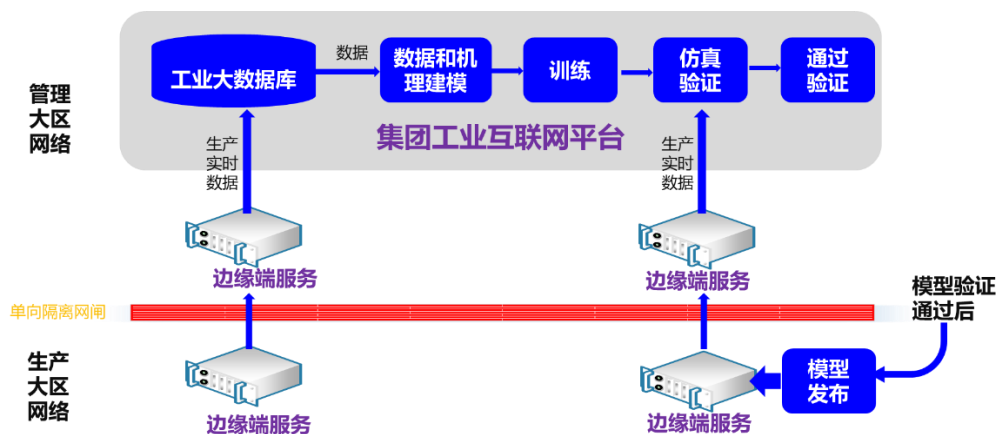 管理
大区
网络
工业大数据库
数据
数据和机
理建模
训练
仿真
验证
通过
验证
集团工业互联网平台
生产
实时
数据
生产
实时
数据
边缘端服务
边缘端服务
单向隔离网闸
模型验证
通过后
生产
大区
网络
模型
发布
边缘端服务
边缘端服务